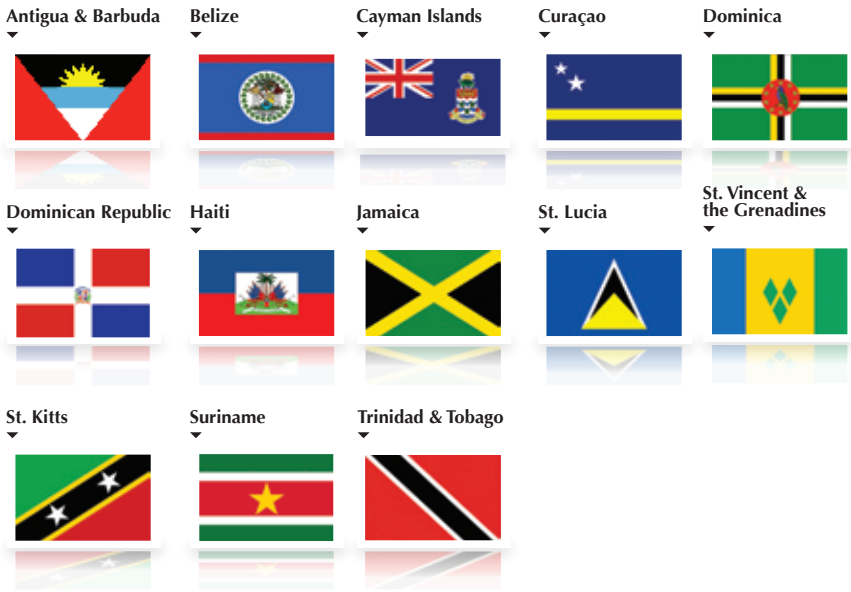 Antigua & Barbuda
Belize
Cayman Islands
Curaçao
Dominica
Dominican Republic
Haiti
Jamaica
St. Lucia
St. Vincent &
the Grenadines
St. Kitts
Suriname
Trinidad & Tobago